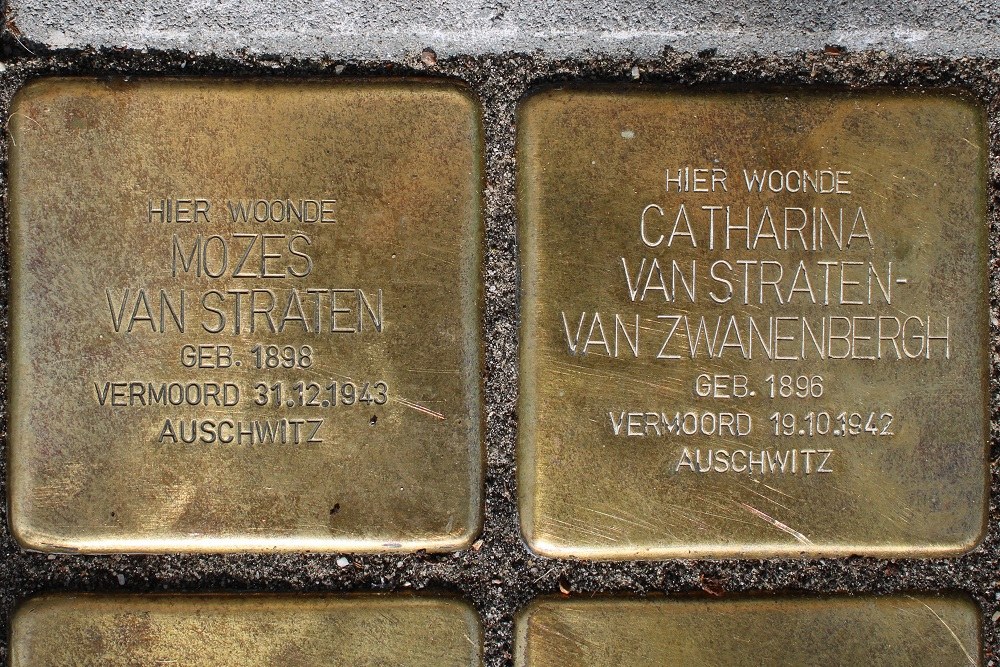 HIER WOONDE
MOZES
VAN STRATEN
GEB. 1898
VERMOORD 31.12.1943
AUSCHWITZ
HIER WOONDE
CATHARINA
VAN STRATEN-
VAN ZWANENBERGH
GEB. 1896
VERMOORD 19.10.1942
AUSCHWITZ